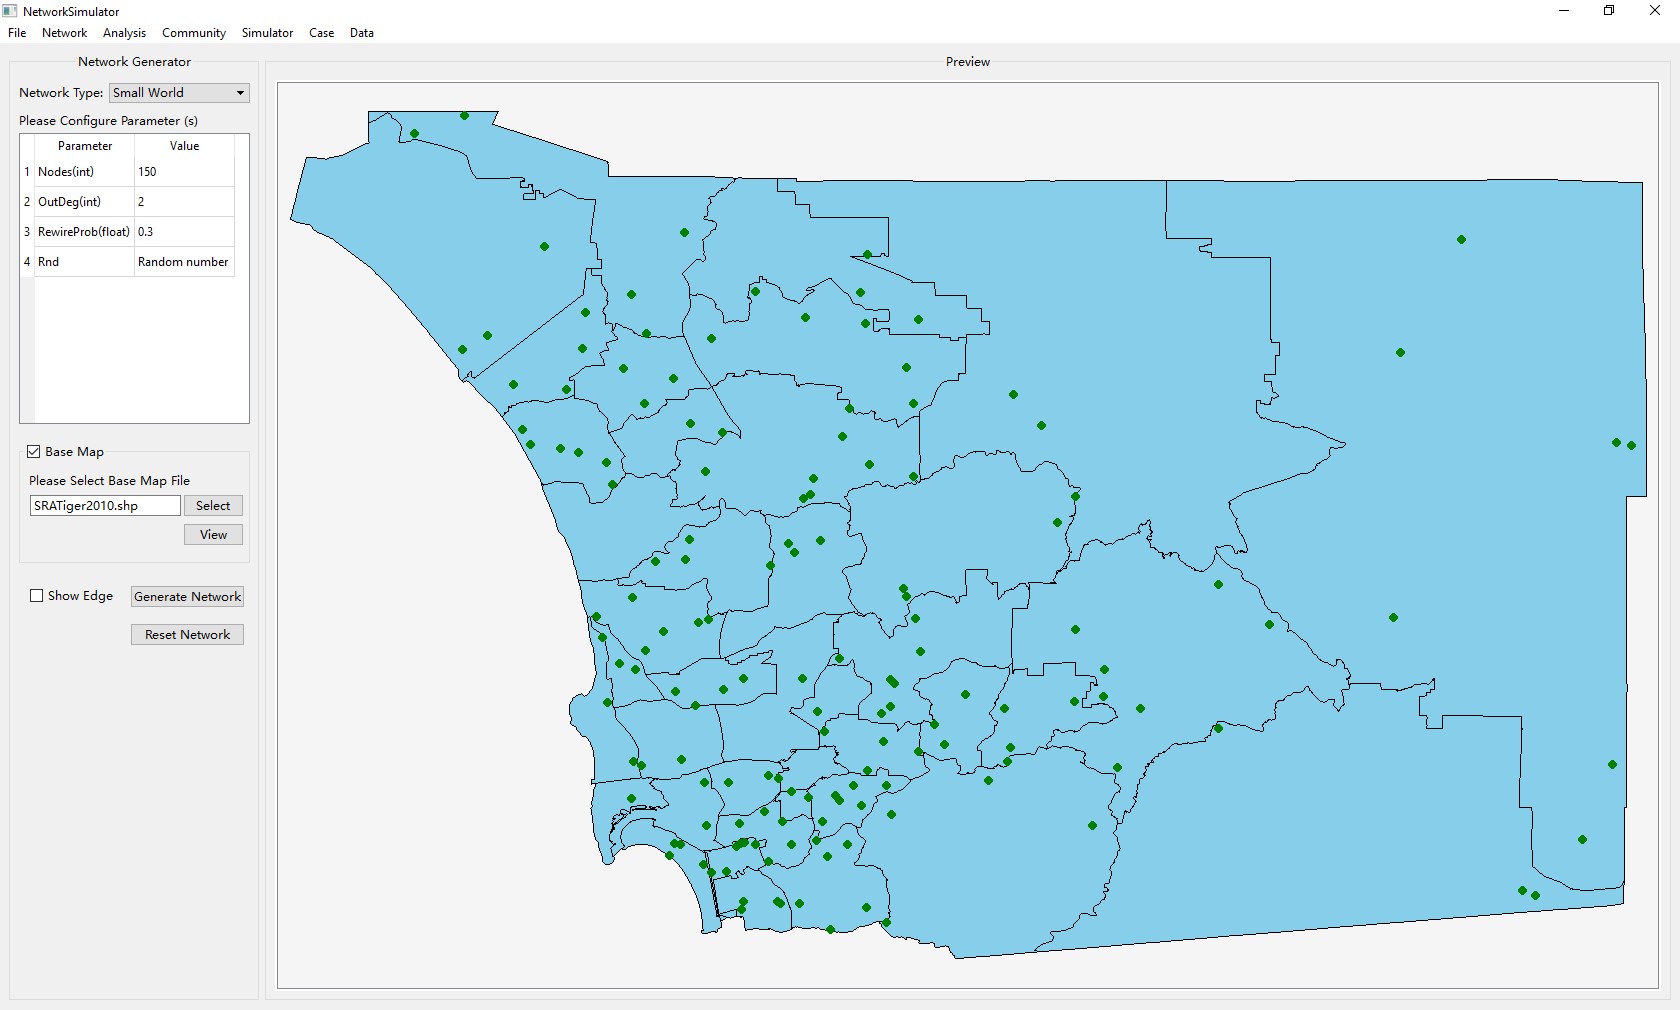 NetworkSimulator
File Network Analysis Community Simulator Case Data
Network Generator
Network Type: Small World
Please Configure Parameter (s)
Parameter Value
1 Nodes(int) 150
2 OutDeg(int) 2
3 RewireProb(float) 0.3
4 Rnd Random number
Base Map
Please Select Base Map File
SRATiger2010.shp Select
View
Show Edge Generate Network
Reset Network
Preview